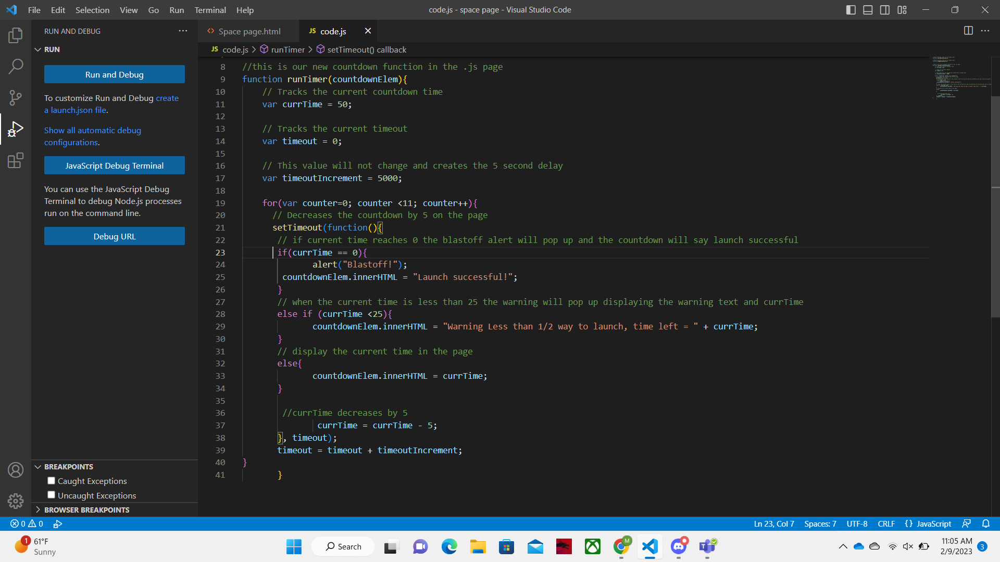 File Edit Selection View Go Run Terminal Help
code.js - space page - Visual Studio Code
RUN AND DEBUG
RUN
Run and Debug
To customize Run and Debug create
a launch.json file.
Show all automatic debug
configurations.
JavaScript Debug Terminal
You can use the JavaScript Debug
Terminal to debug Node.js processes
run on the command line.
Debug URL
BREAKPOINTS
Caught Exceptions
Uncaught Exceptions
BROWSER BREAKPOINTS
<> Space page.html
JS code.js
JS code.js > runTimer > setTimeout() callback
8 //this is our new countdown function in the .js page
9 function runTimer(countdownElem){
10 // Tracks the current countdown time
11 var currTime = 50;
12
13 // Tracks the current timeout
14 var timeout = 0;
15
16 // This value will not change and creates the 5 second delay
17 var timeoutIncrement = 5000;
18
19 for(var counter=0; counter <11; counter++){
20 // Decreases the countdown by 5 on the page
21 setTimeout(function(){
22 // if current time reaches 0 the blastoff alert will pop up and the countdown will say launch successful
23 if(currTime == 0){
24 alert("Blastoff!");
25 countdownElem.innerHTML = "Launch successful!";
26 }
27 // when the current time is less than 25 the warning will pop up displaying the warning text and currTime
28 else if (currTime <25){
29 countdownElem.innerHTML = "Warning Less than 1/2 way to launch, time left = " + currTime;
30 }
31 // display the current time in the page
32 else{
33 countdownElem.innerHTML = currTime;
34 }
35
36 //currTime decreases by 5
37 currTime = currTime - 5;
38 }, timeout);
39 timeout = timeout + timeoutIncrement;
40 }
41 }
0 0
Ln 23, Col 7 Spaces: 7 UTF-8 CRLF {} JavaScript
1
61°F
Sunny
Search
M
11:05 AM
2/9/2023
3